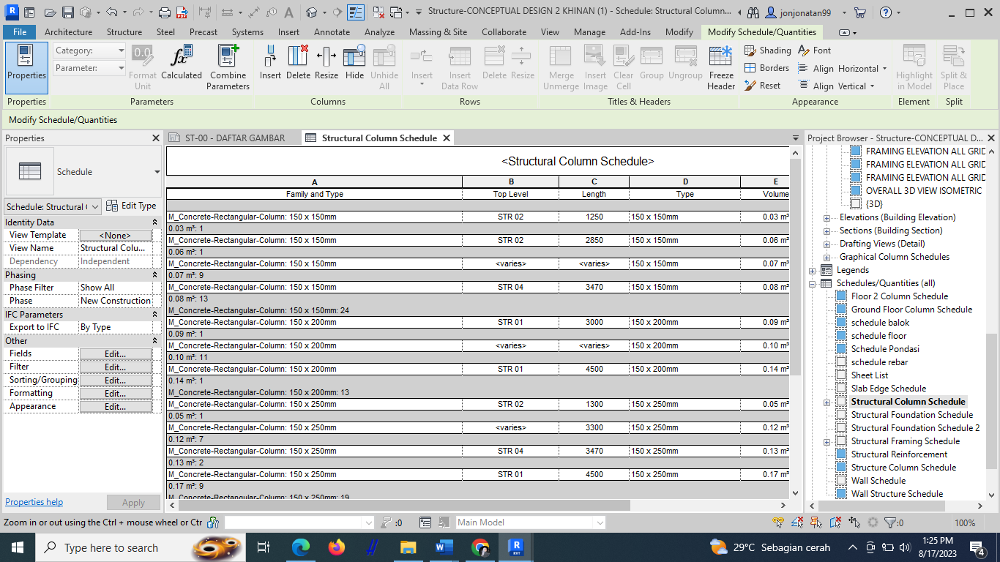 Structure-CONCEPTUAL DESIGN 2 KHINAN (1) - Schedule: Structural Column...
jonjonatan99
File Architecture Structure Steel Precast Systems Insert Annotate Analyze Massing & Site Collaborate View Manage Add-Ins Modify Modify Schedule/Quantities
Properties
Category:
Parameter:
Format Unit
Calculated
Combine Parameters
Insert Delete Resize Hide Unhide All
Insert Insert Data Row Delete Resize
Merge Unmerge Insert Image Clear Cell Group Ungroup Freeze Header
Shading
Borders
Reset
Font
Align Horizontal
Align Vertical
Highlight in Model
Split & Place
Properties Parameters Columns Rows Titles & Headers Appearance Element Split
Modify Schedule/Quantities
Properties
Schedule
Schedule: Structural (
Edit Type
Identity Data
View Template <None>
View Name Structural Colu...
Dependency Independent
Phasing
Phase Filter Show All
Phase New Construction
IFC Parameters
Export to IFC By Type
Other
Fields Edit...
Filter Edit...
Sorting/Grouping Edit...
Formatting Edit...
Appearance Edit...
Properties help
Apply
ST-00 - DAFTAR GAMBAR
Structural Column Schedule
<Structural Column Schedule>
A B C D E
Family and Type Top Level Length Type Volume
M_Concrete-Rectangular-Column: 150 x 150mm STR 02 1250 150 x 150mm 0.03 m³
0.03 m³: 1
M_Concrete-Rectangular-Column: 150 x 150mm STR 02 2850 150 x 150mm 0.06 m³
0.06 m³: 1
M_Concrete-Rectangular-Column: 150 x 150mm <varies> <varies> 150 x 150mm 0.07 m³
0.07 m³: 9
M_Concrete-Rectangular-Column: 150 x 150mm STR 04 3470 150 x 150mm 0.08 m³
0.08 m³: 13
M_Concrete-Rectangular-Column: 150 x 150mm: 24
M_Concrete-Rectangular-Column: 150 x 200mm STR 01 3000 150 x 200mm 0.09 m³
0.09 m³: 1
M_Concrete-Rectangular-Column: 150 x 200mm <varies> <varies> 150 x 200mm 0.10 m³
0.10 m³: 11
M_Concrete-Rectangular-Column: 150 x 200mm STR 01 4500 150 x 200mm 0.14 m³
0.14 m³: 1
M_Concrete-Rectangular-Column: 150 x 200mm: 13
M_Concrete-Rectangular-Column: 150 x 250mm STR 02 1300 150 x 250mm 0.05 m³
0.05 m³: 1
M_Concrete-Rectangular-Column: 150 x 250mm <varies> 3300 150 x 250mm 0.12 m³
0.12 m³: 7
M_Concrete-Rectangular-Column: 150 x 250mm STR 04 3470 150 x 250mm 0.13 m³
0.13 m³: 2
M_Concrete-Rectangular-Column: 150 x 250mm STR 01 4500 150 x 250mm 0.17 m³
0.17 m³: 9
M_Concrete-Rectangular-Column: 150 x 250mm: 19
Project Browser - Structure-CONCEPTUAL D...
FRAMING ELEVATION ALL GRID
FRAMING ELEVATION ALL GRID
FRAMING ELEVATION ALL GRID
OVERALL 3D VIEW ISOMETRIC
{3D}
Elevations (Building Elevation)
Sections (Building Section)
Drafting Views (Detail)
Graphical Column Schedules
Legends
Schedules/Quantities (all)
Floor 2 Column Schedule
Ground Floor Column Schedule
schedule balok
schedule floor
Schedule Pondasi
schedule rebar
Sheet List
Slab Edge Schedule
Structural Column Schedule
Structural Foundation Schedule
Structural Foundation Schedule 2
Structural Framing Schedule
Structural Reinforcement
Structure Column Schedule
Wall Schedule
Wall Structure Schedule
Zoom in or out using the Ctrl + mouse wheel or Ctr
:0
Main Model
:0
100%
Type here to search
29°C Sebagian cerah
1:25 PM
8/17/2023
4